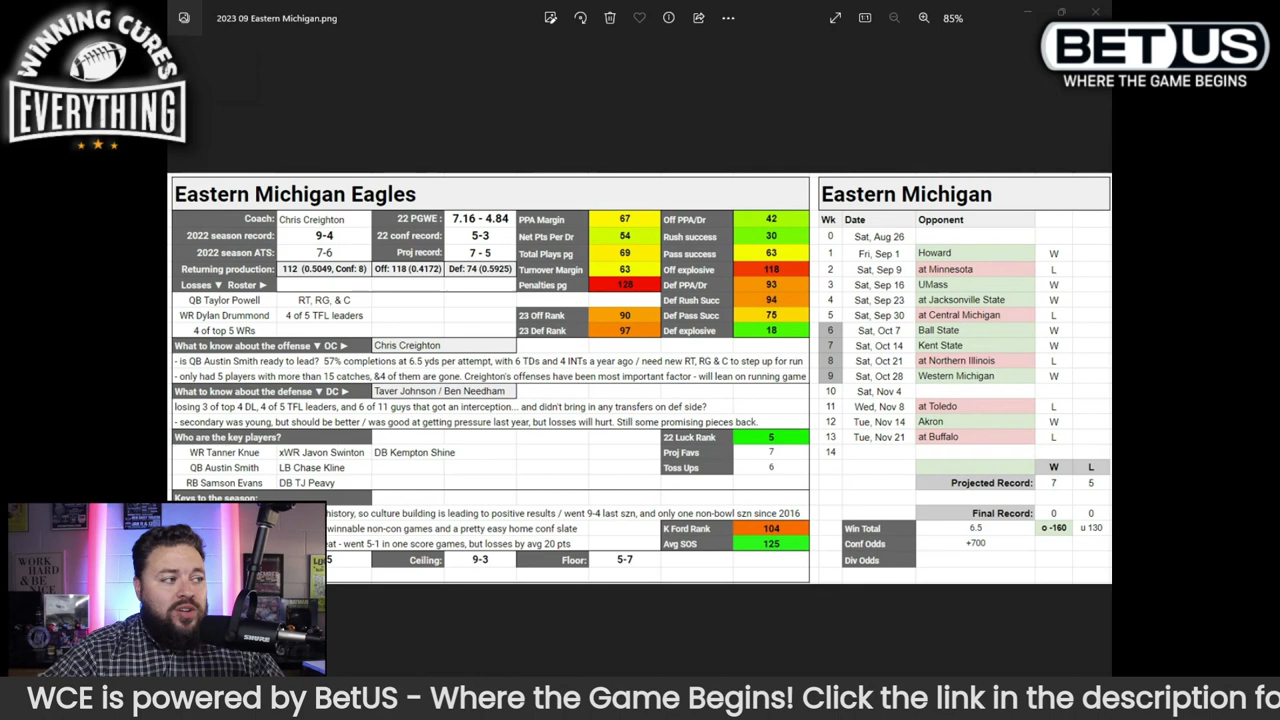 2023 09 Eastern Michigan.png
85%
WINNING CURES
EVERYTHING
BETUS
WHERE THE GAME BEGINS
Eastern Michigan Eagles
Coach: Chris Creighton 22 PGWE : 7.16 - 4.84 PPA Margin 67 Off PPA/Dr 42
2022 season record: 9-4 22 conf record: 5-3 Net Pts Per Dr 54 Rush success 30
2022 season ATS: 7-6 Proj record: 7 - 5 Total Plays pg 69 Pass success 63
Returning production: 112 (0.5049, Conf: 8) Off: 118 (0.4172) Def: 74 (0.5925) Turnover Margin 63 Off explosive 118
Losses ▼ Roster ► Penalties pg 128 Def PPA/Dr 93
QB Taylor Powell RT, RG, & C Def Rush Succ 94
WR Dylan Drummond 4 of 5 TFL leaders 23 Off Rank 90 Def Pass Succ 75
4 of top 5 WRs 23 Def Rank 97 Def explosive 18
What to know about the offense ▼ OC ► Chris Creighton
- is QB Austin Smith ready to lead? 57% completions at 6.5 yds per attempt, with 6 TDs and 4 INTs a year ago / need new RT, RG & C to step up for run
- only had 5 players with more than 15 catches, &4 of them are gone. Creighton's offenses have been most important factor - will lean on running game
What to know about the defense ▼ DC ► Taver Johnson / Ben Needham
losing 3 of top 4 DL, 4 of 5 TFL leaders, and 6 of 11 guys that got an interception... and didn't bring in any transfers on def side?
- secondary was young, but should be better / was good at getting pressure last year, but losses will hurt. Still some promising pieces back.
Who are the key players? 22 Luck Rank 5
WR Tanner Knue xWR Javon Swinton DB Kempton Shine Proj Favs 7
QB Austin Smith LB Chase Kline Toss Ups 6
RB Samson Evans DB TJ Peavy
Keys to the season:
history, so culture building is leading to positive results / went 9-4 last szn, and only one non-bowl szn since 2016
winnable non-con games and a pretty easy home conf slate K Ford Rank 104
eat - went 5-1 in one score games, but losses by avg 20 pts Avg SOS 125
5 Ceiling: 9-3 Floor: 5-7
Eastern Michigan
Wk Date Opponent
0 Sat, Aug 26
1 Fri, Sep 1 Howard W
2 Sat, Sep 9 at Minnesota L
3 Sat, Sep 16 UMass W
4 Sat, Sep 23 at Jacksonville State W
5 Sat, Sep 30 at Central Michigan L
6 Sat, Oct 7 Ball State W
7 Sat, Oct 14 Kent State W
8 Sat, Oct 21 at Northern Illinois L
9 Sat, Oct 28 Western Michigan W
10 Sat, Nov 4
11 Wed, Nov 8 at Toledo L
12 Tue, Nov 14 Akron W
13 Tue, Nov 21 at Buffalo L
14
W L
Projected Record: 7 5
Final Record: 0 0
Win Total 6.5 o -160 u 130
Conf Odds +700
Div Odds
WORK HARD & BE NICE
SHURE
WCE is powered by BetUS - Where the Game Begins! Click the link in the description fo